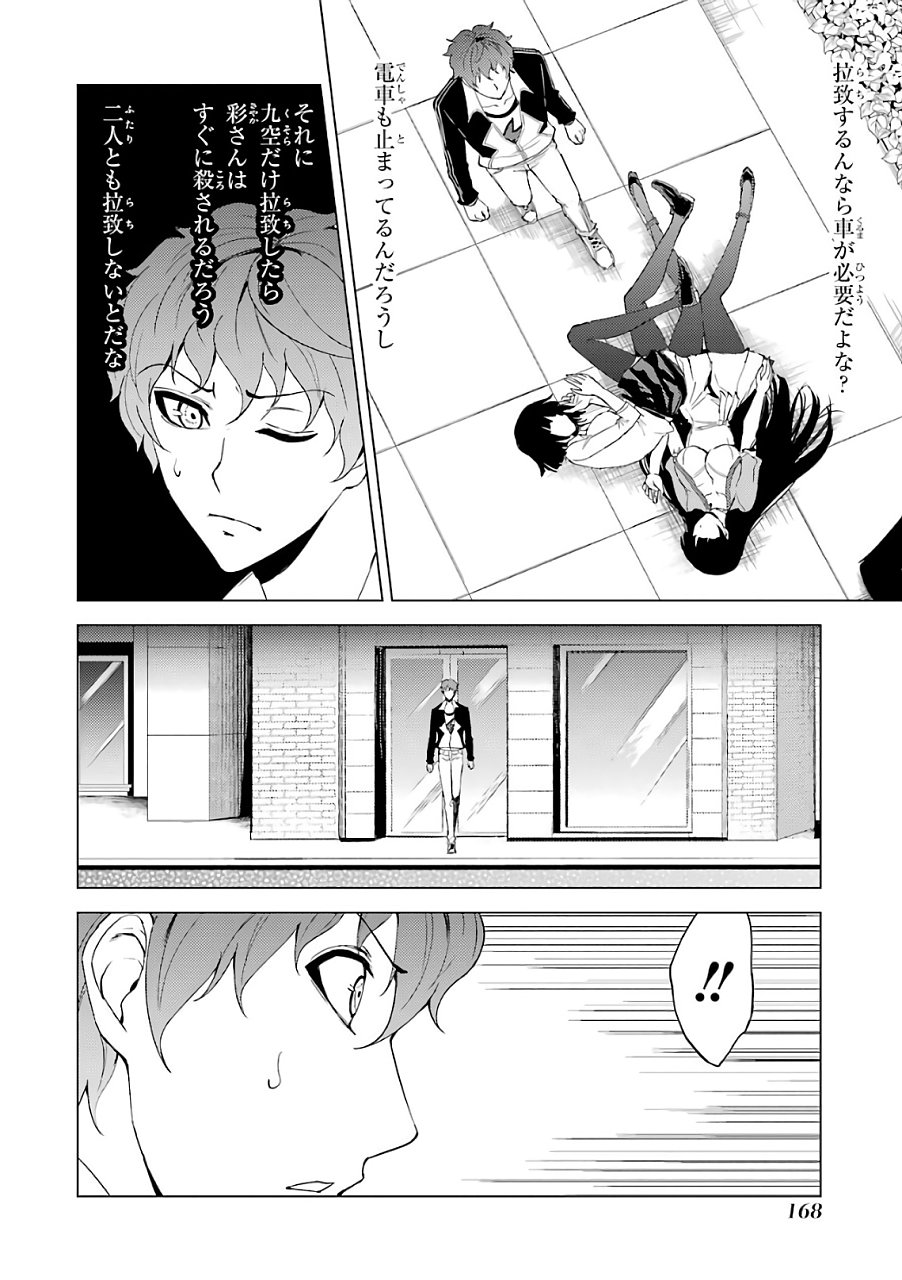 拉致するんなら車が必要だよな?
電車も止まってるんだろうし
それに
九空だけ拉致したら
彩さんは
すぐに殺されるだろう
二人とも拉致しないとだな
!!
168